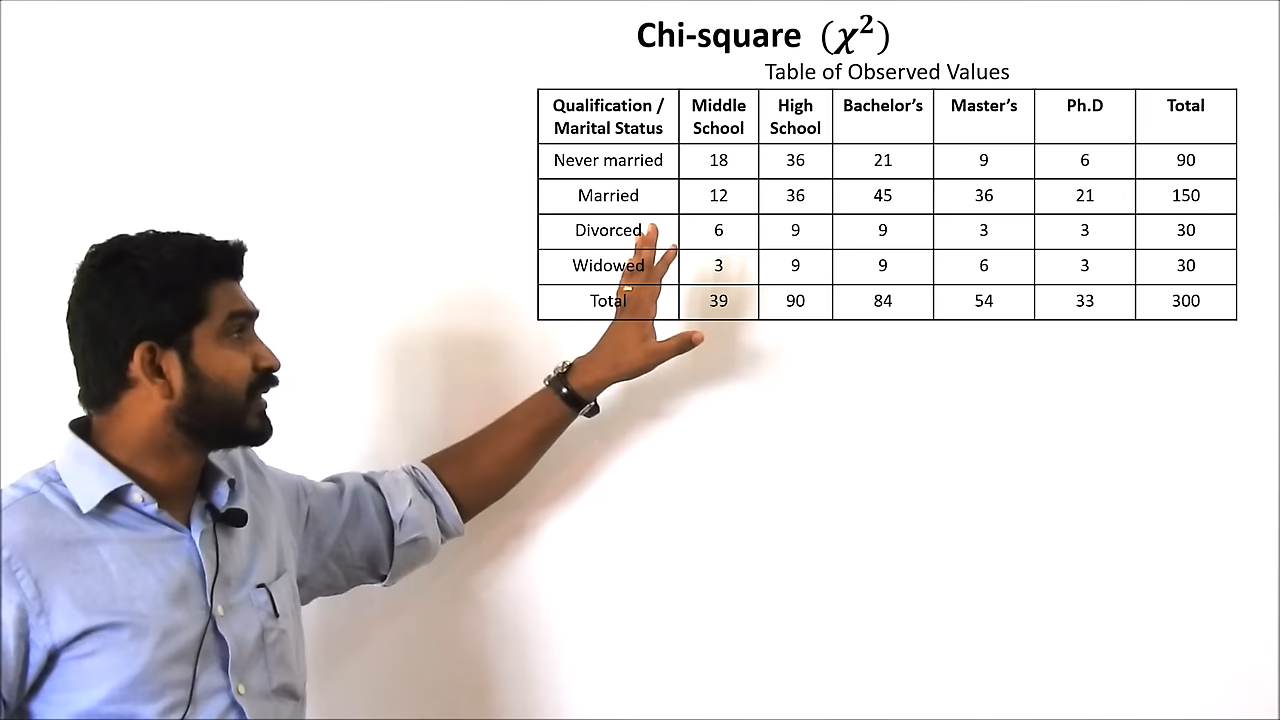 Chi-square (χ²)
Table of Observed Values
Qualification / Marital Status | Middle School | High School | Bachelor's | Master's | Ph.D | Total
Never married | 18 | 36 | 21 | 9 | 6 | 90
Married | 12 | 36 | 45 | 36 | 21 | 150
Divorced | 6 | 9 | 9 | 3 | 3 | 30
Widowed | 3 | 9 | 9 | 6 | 3 | 30
Total | 39 | 90 | 84 | 54 | 33 | 300